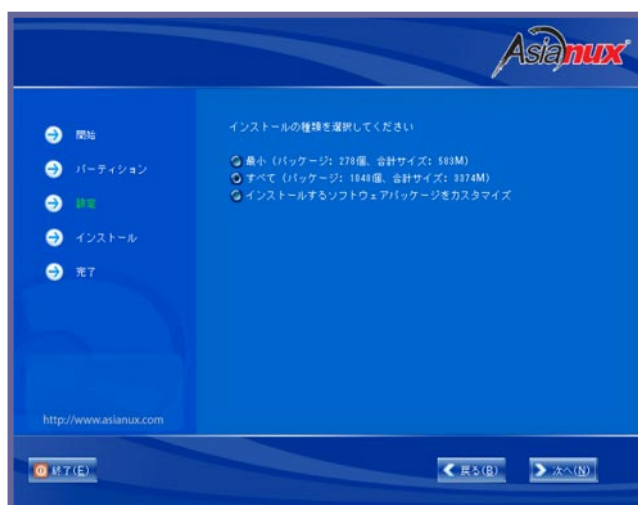 Asianux
インストールの種類を選択してください
開始
最小 (パッケージ: 278個、合計サイズ: 503M)
パーティション
すべて (パッケージ: 1048個、合計サイズ: 3374M)
設定
インストールするソフトウェアパッケージをカスタマイズ
インストール
完了
http://www.asianux.com
終了(E)
戻る(B)
次へ(N)